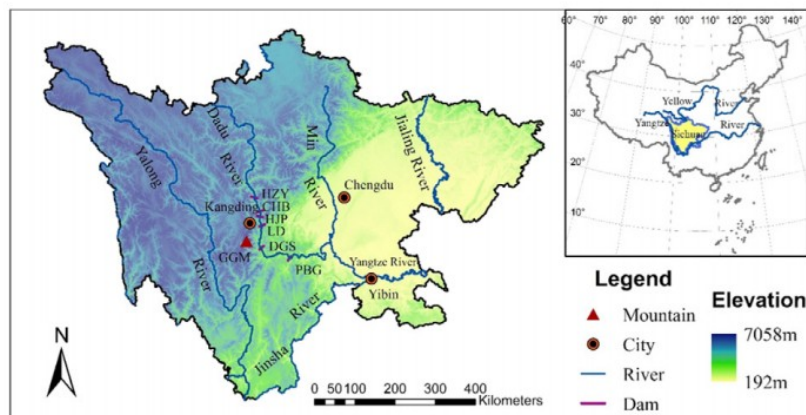 Yalong
River
Dadu
River
Min
River
Jialing River
HZY
CHB
Kangding
HJP
LD
DGS
GGM
PBG
Chengdu
Yangtze River
Yibin
River
Jinsha
N
0 50 100 200 300 400
Kilometers
60° 70° 80° 90° 100° 110° 120° 130° 140° 150°
40°
30°
20°
10°
Yellow
River
Yangtze
River
Sichuan
Legend
Mountain
City
River
Dam
Elevation
7058m
192m